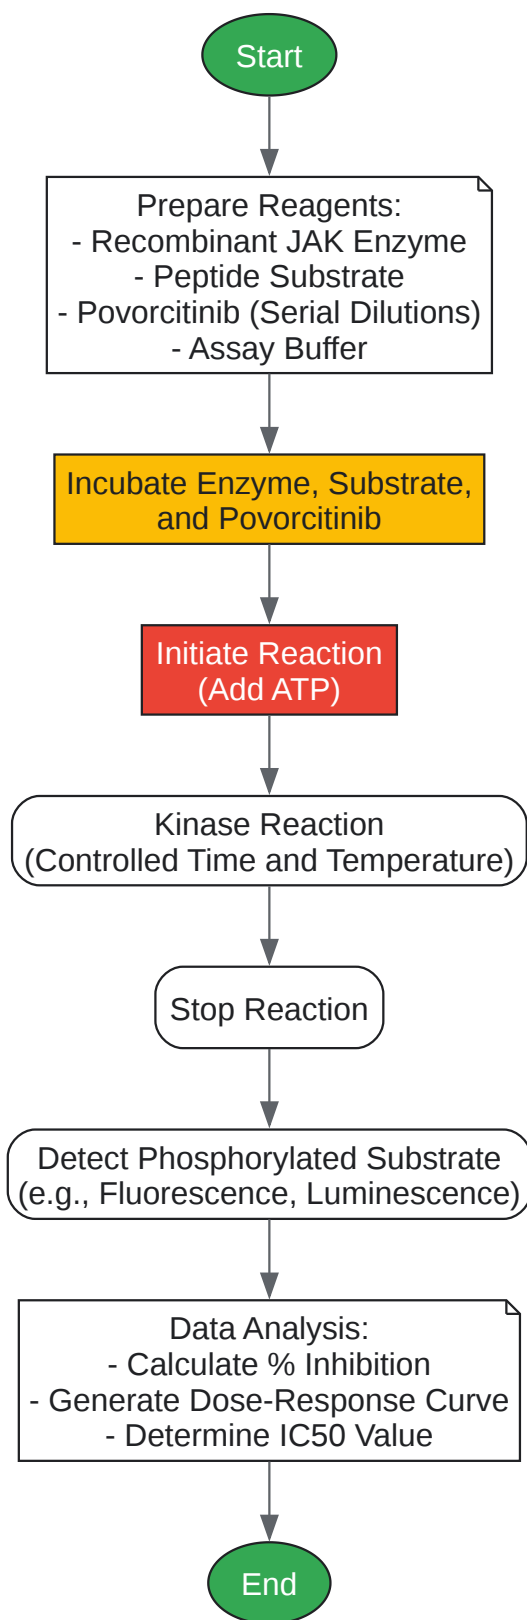 Start
Prepare Reagents:
- Recombinant JAK Enzyme
- Peptide Substrate
- Povorcitinib (Serial Dilutions)
- Assay Buffer
Incubate Enzyme, Substrate,
and Povorcitinib
Initiate Reaction
(Add ATP)
Kinase Reaction
(Controlled Time and Temperature)
Stop Reaction
Detect Phosphorylated Substrate
(e.g., Fluorescence, Luminescence)
Data Analysis:
- Calculate % Inhibition
- Generate Dose-Response Curve
- Determine IC50 Value
End